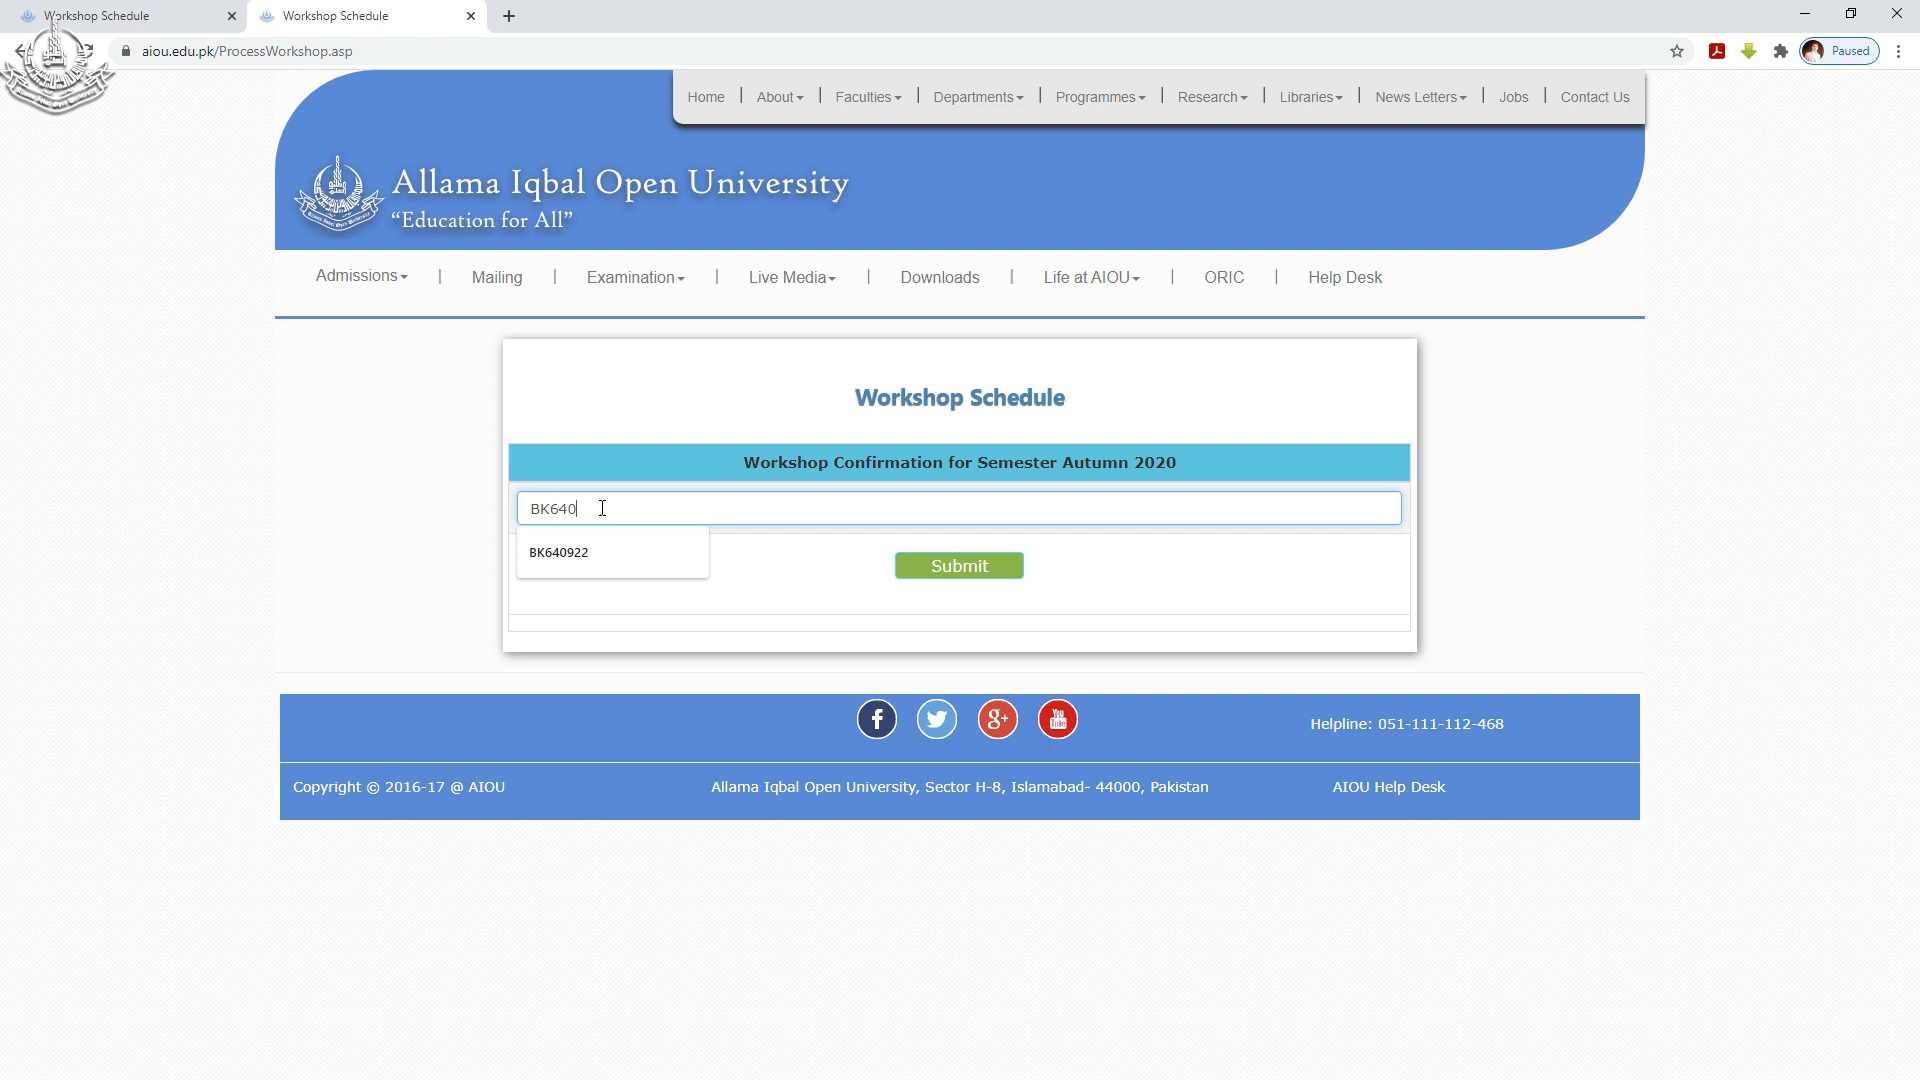 Workshop Schedule
Workshop Schedule
aiou.edu.pk/ProcessWorkshop.asp
Paused
Home | About | Faculties | Departments | Programmes | Research | Libraries | News Letters | Jobs | Contact Us
Allama Iqbal Open University
“Education for All”
Admissions | Mailing | Examination | Live Media | Downloads | Life at AIOU | ORIC | Help Desk
Workshop Schedule
Workshop Confirmation for Semester Autumn 2020
BK640
BK640922
Submit
f
g+
You Tube
Helpline: 051-111-112-468
Copyright © 2016-17 @ AIOU
Allama Iqbal Open University, Sector H-8, Islamabad- 44000, Pakistan
AIOU Help Desk